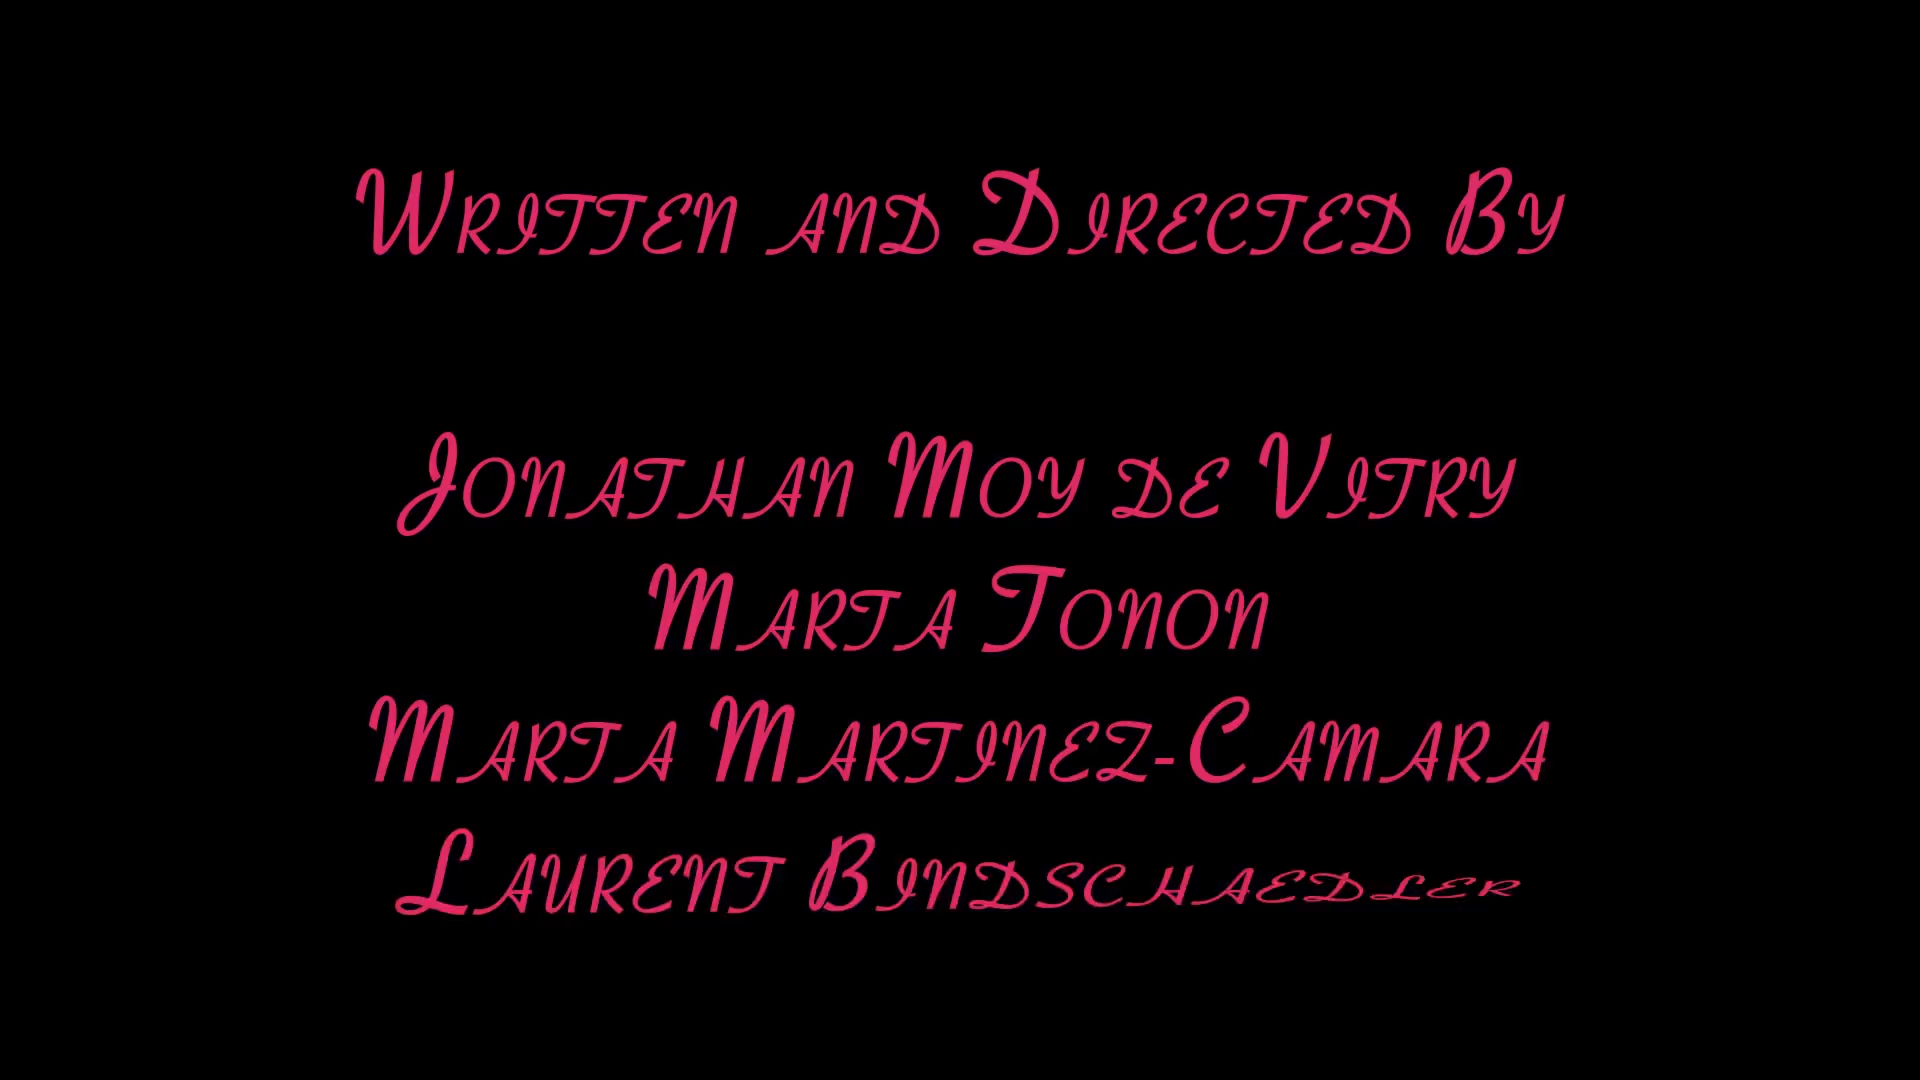 Written and Directed By
Jonathan Moy de Vitry
Marta Tonon
Marta Martinez-Camara
Laurent Bindschaedler